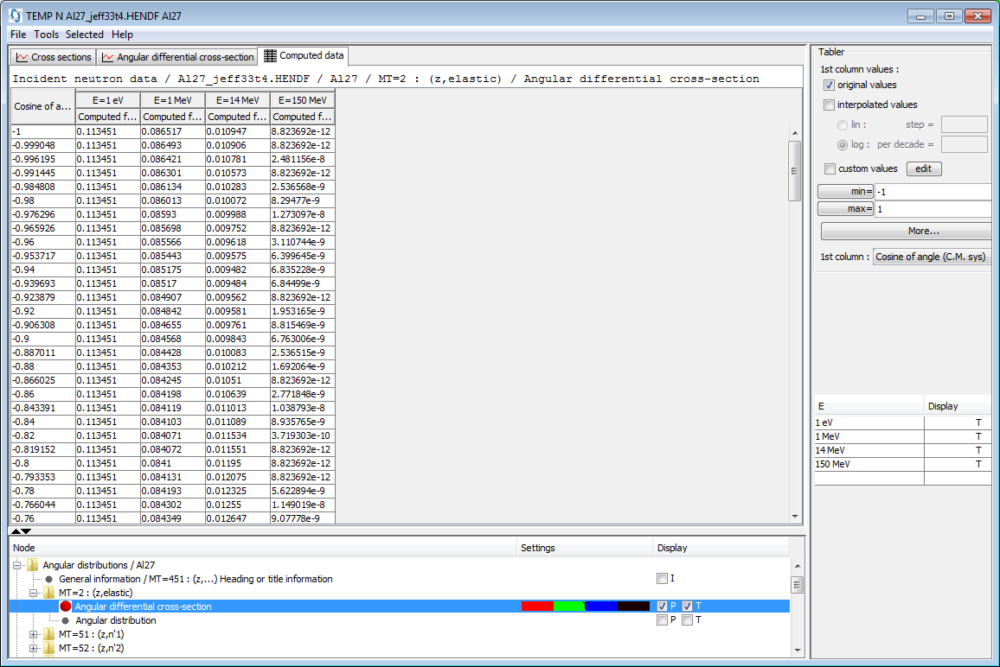 TEMP N Al27_jeff33t4.HENDF Al27
File Tools Selected Help
Cross sections Angular differential cross-section Computed data
Incident neutron data / Al27_jeff33t4.HENDF / Al27 / MT=2 : (z,elastic) / Angular differential cross-section
Cosine of a... E=1 eV E=1 MeV E=14 MeV E=150 MeV
Computed f... Computed f... Computed f... Computed f...
-1 0.113451 0.086517 0.010947 8.823692e-12
-0.999048 0.113451 0.086493 0.010906 8.823692e-12
-0.996195 0.113451 0.086421 0.010781 2.481156e-8
-0.991445 0.113451 0.086301 0.010573 8.823692e-12
-0.984808 0.113451 0.086134 0.010283 2.536568e-9
-0.98 0.113451 0.086013 0.010072 8.29477e-9
-0.976296 0.113451 0.08593 0.009988 1.273097e-8
-0.965926 0.113451 0.085698 0.009752 8.823692e-12
-0.96 0.113451 0.085566 0.009618 3.110744e-9
-0.953717 0.113451 0.085443 0.009575 6.399645e-9
-0.94 0.113451 0.085175 0.009482 6.835228e-9
-0.939693 0.113451 0.08517 0.009484 6.84499e-9
-0.923879 0.113451 0.084907 0.009562 8.823692e-12
-0.92 0.113451 0.084842 0.009581 1.953165e-9
-0.906308 0.113451 0.084655 0.009761 8.815469e-9
-0.9 0.113451 0.084568 0.009843 6.763006e-9
-0.887011 0.113451 0.084428 0.010083 2.536515e-9
-0.88 0.113451 0.084353 0.010212 1.692064e-9
-0.866025 0.113451 0.084245 0.01051 8.823692e-12
-0.86 0.113451 0.084198 0.010639 2.771848e-9
-0.843391 0.113451 0.084119 0.011013 1.038793e-8
-0.84 0.113451 0.084103 0.011089 8.935765e-9
-0.82 0.113451 0.084071 0.011534 3.719303e-10
-0.819152 0.113451 0.084072 0.011551 8.823692e-12
-0.8 0.113451 0.0841 0.01195 8.823692e-12
-0.793353 0.113451 0.084131 0.012075 8.823692e-12
-0.78 0.113451 0.084193 0.012325 5.622894e-9
-0.766044 0.113451 0.084302 0.01255 1.149019e-8
-0.76 0.113451 0.084349 0.012647 9.07778e-9
Tabler
1st column values :
original values
interpolated values
lin : step =
log : per decade =
custom values edit
min= -1
max= 1
More...
1st column : Cosine of angle (C.M. sys)
E Display
1 eV T
1 MeV T
14 MeV T
150 MeV T
Node Settings Display
Angular distributions / Al27
General information / MT=451 : (z,...) Heading or title information I
MT=2 : (z,elastic)
Angular differential cross-section P T
Angular distribution P T
MT=51 : (z,n'1)
MT=52 : (z,n'2)